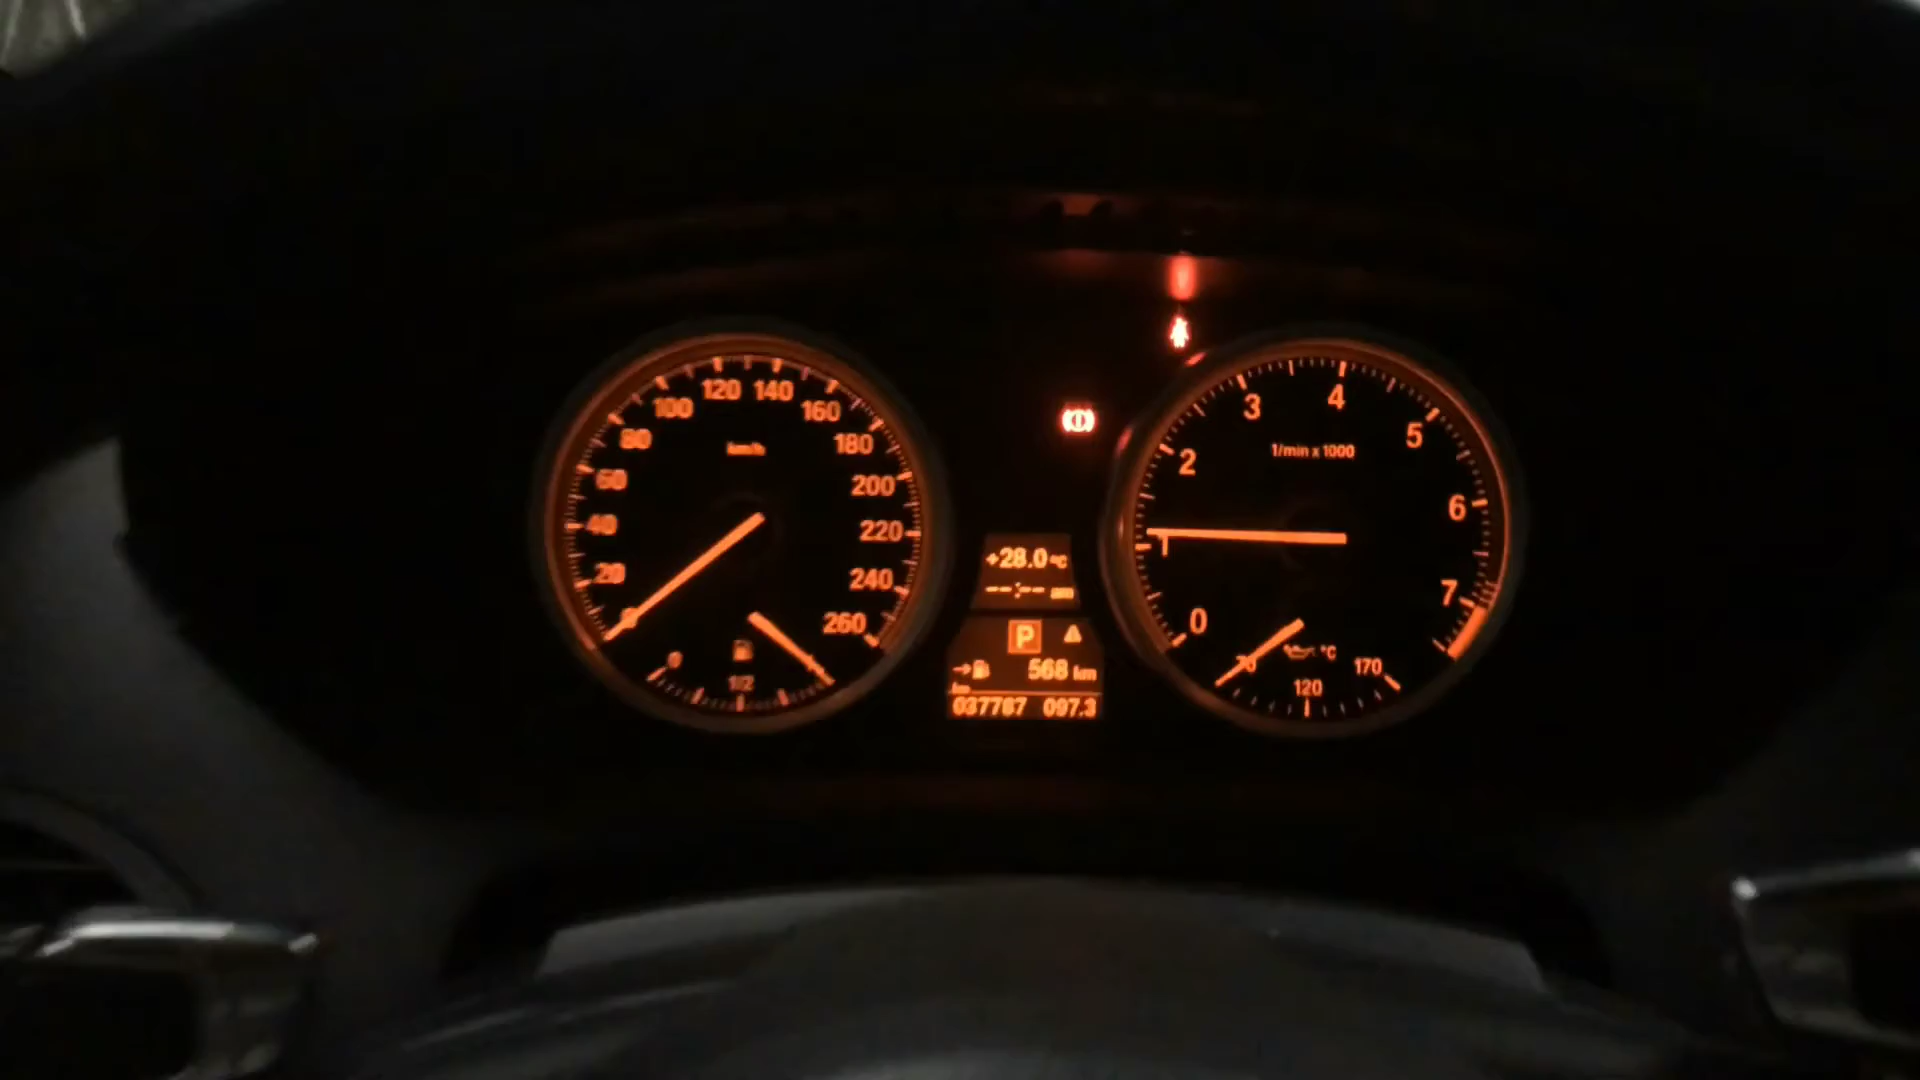 120 140
100 160
80 180
60 200
40 220
20 240
0 260
km/h
0 1/2
+28.0°C
--:-- am
P
568 km
km
037787 097.3
3 4 5
2 6
1 7
0
1/min x 1000
°C
70 120 170